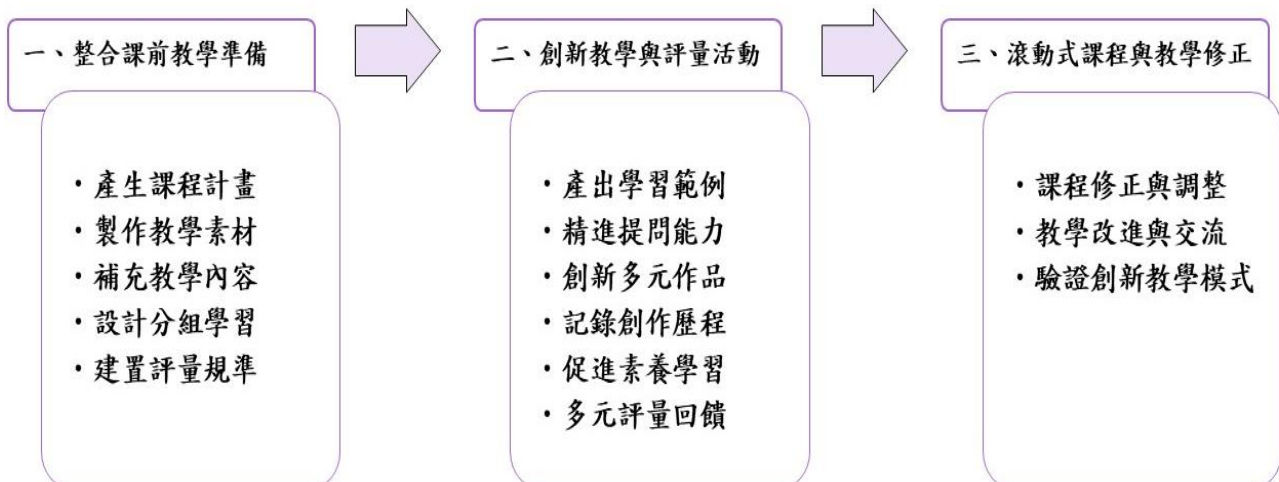 一、整合課前教學準備
・產生課程計畫
・製作教學素材
・補充教學內容
・設計分組學習
・建置評量規準
二、創新教學與評量活動
・產出學習範例
・精進提問能力
・創新多元作品
・記錄創作歷程
・促進素養學習
・多元評量回饋
三、滾動式課程與教學修正
・課程修正與調整
・教學改進與交流
・驗證創新教學模式